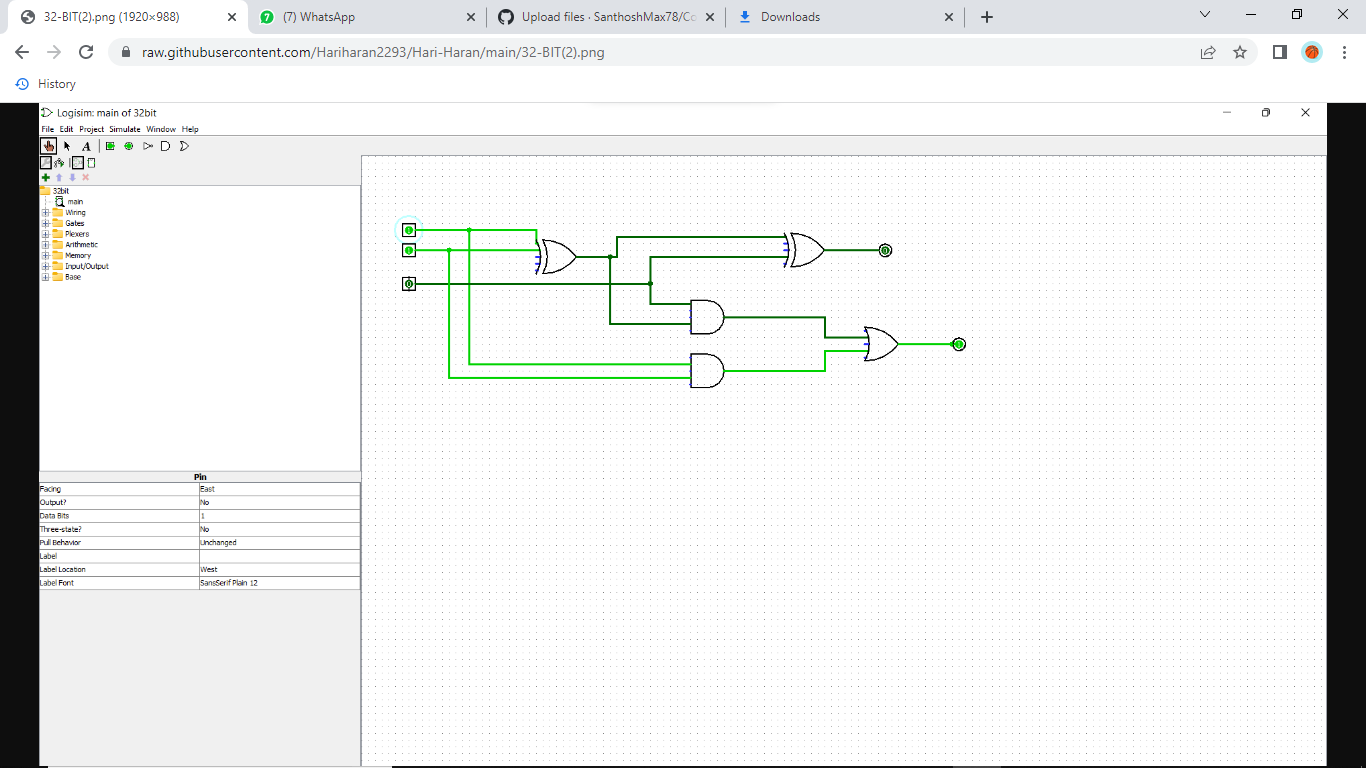 32-BIT(2).png (1920×988)
7 (7) WhatsApp
Upload files · SanthoshMax78/Co
Downloads
raw.githubusercontent.com/Hariharan2293/Hari-Haran/main/32-BIT(2).png
History
Logisim: main of 32bit
File Edit Project Simulate Window Help
A
32bit
main
Wiring
Gates
Plexers
Arithmetic
Memory
Input/Output
Base
1
1
0
0
1
Pin
Facing East
Output? No
Data Bits 1
Three-state? No
Pull Behavior Unchanged
Label
Label Location West
Label Font SansSerif Plain 12